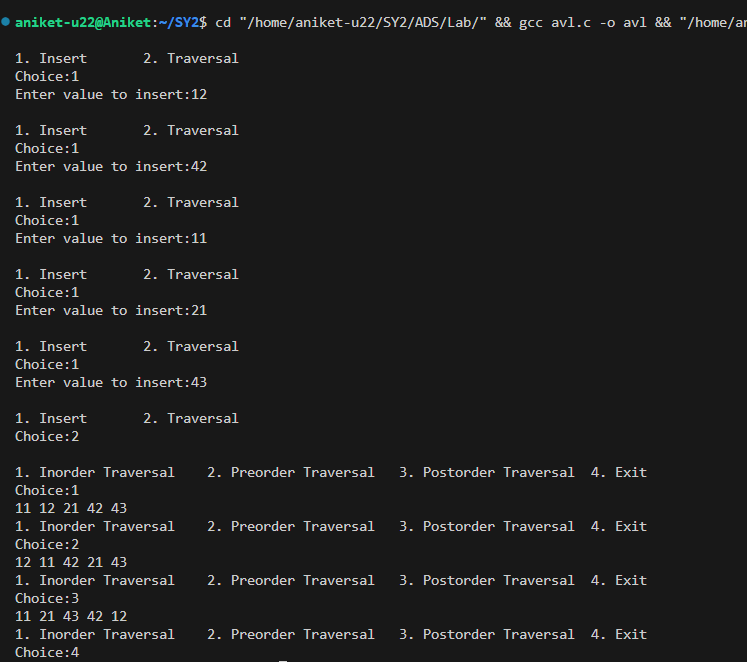 aniket-u22@Aniket:~/SY2$ cd "/home/aniket-u22/SY2/ADS/Lab/" && gcc avl.c -o avl && "/home/
1. Insert       2. Traversal
Choice:1
Enter value to insert:12
1. Insert       2. Traversal
Choice:1
Enter value to insert:42
1. Insert       2. Traversal
Choice:1
Enter value to insert:11
1. Insert       2. Traversal
Choice:1
Enter value to insert:21
1. Insert       2. Traversal
Choice:1
Enter value to insert:43
1. Insert       2. Traversal
Choice:2
1. Inorder Traversal    2. Preorder Traversal   3. Postorder Traversal  4. Exit
Choice:1
11 12 21 42 43
1. Inorder Traversal    2. Preorder Traversal   3. Postorder Traversal  4. Exit
Choice:2
12 11 42 21 43
1. Inorder Traversal    2. Preorder Traversal   3. Postorder Traversal  4. Exit
Choice:3
11 21 43 42 12
1. Inorder Traversal    2. Preorder Traversal   3. Postorder Traversal  4. Exit
Choice:4